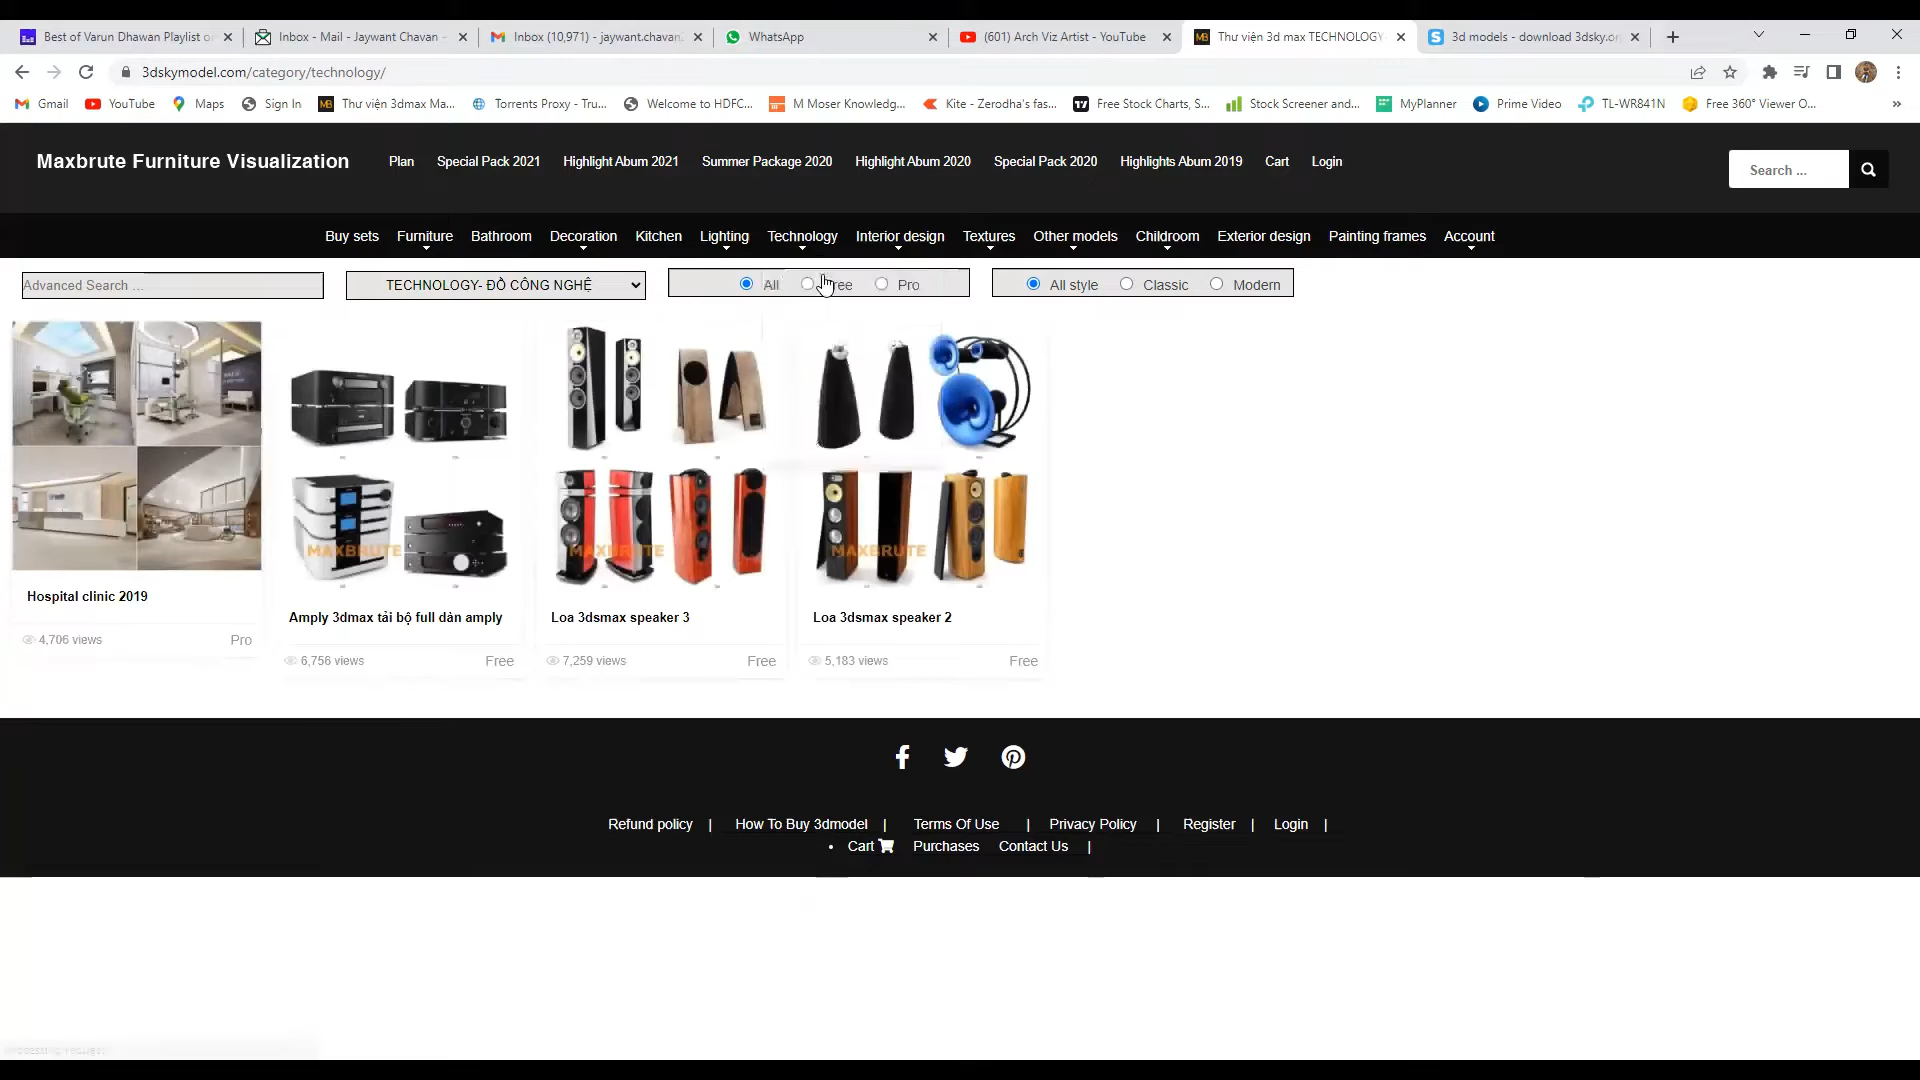 Best of Varun Dhawan Playlist o
Inbox - Mail - Jaywant Chavan -
Inbox (10,971) - jaywant.chavan
WhatsApp
(601) Arch Viz Artist - YouTube
Thư viện 3d max TECHNOLOGY
3d models - download 3dsky.or
3dskymodel.com/category/technology/
Gmail
YouTube
Maps
Sign In
Thư viện 3dmax Ma...
Torrents Proxy - Tru...
Welcome to HDFC...
M Moser Knowledg...
Kite - Zerodha's fas...
Free Stock Charts, S...
Stock Screener and...
MyPlanner
Prime Video
TL-WR841N
Free 360° Viewer O...
Maxbrute Furniture Visualization
Plan
Special Pack 2021
Highlight Abum 2021
Summer Package 2020
Highlight Abum 2020
Special Pack 2020
Highlights Abum 2019
Cart
Login
Search ...
Buy sets
Furniture
Bathroom
Decoration
Kitchen
Lighting
Technology
Interior design
Textures
Other models
Childroom
Exterior design
Painting frames
Account
Advanced Search ...
TECHNOLOGY- ĐỒ CÔNG NGHỆ
All
Free
Pro
All style
Classic
Modern
MAXBRUTE
MAXBRUTE
MAXBRUTE
Hospital clinic 2019
Amply 3dmax tải bộ full dàn amply
Loa 3dsmax speaker 3
Loa 3dsmax speaker 2
4,706 views
Pro
6,756 views
Free
7,259 views
Free
5,183 views
Free
Refund policy |
How To Buy 3dmodel |
Terms Of Use |
Privacy Policy |
Register |
Login |
• Cart
Purchases
Contact Us |